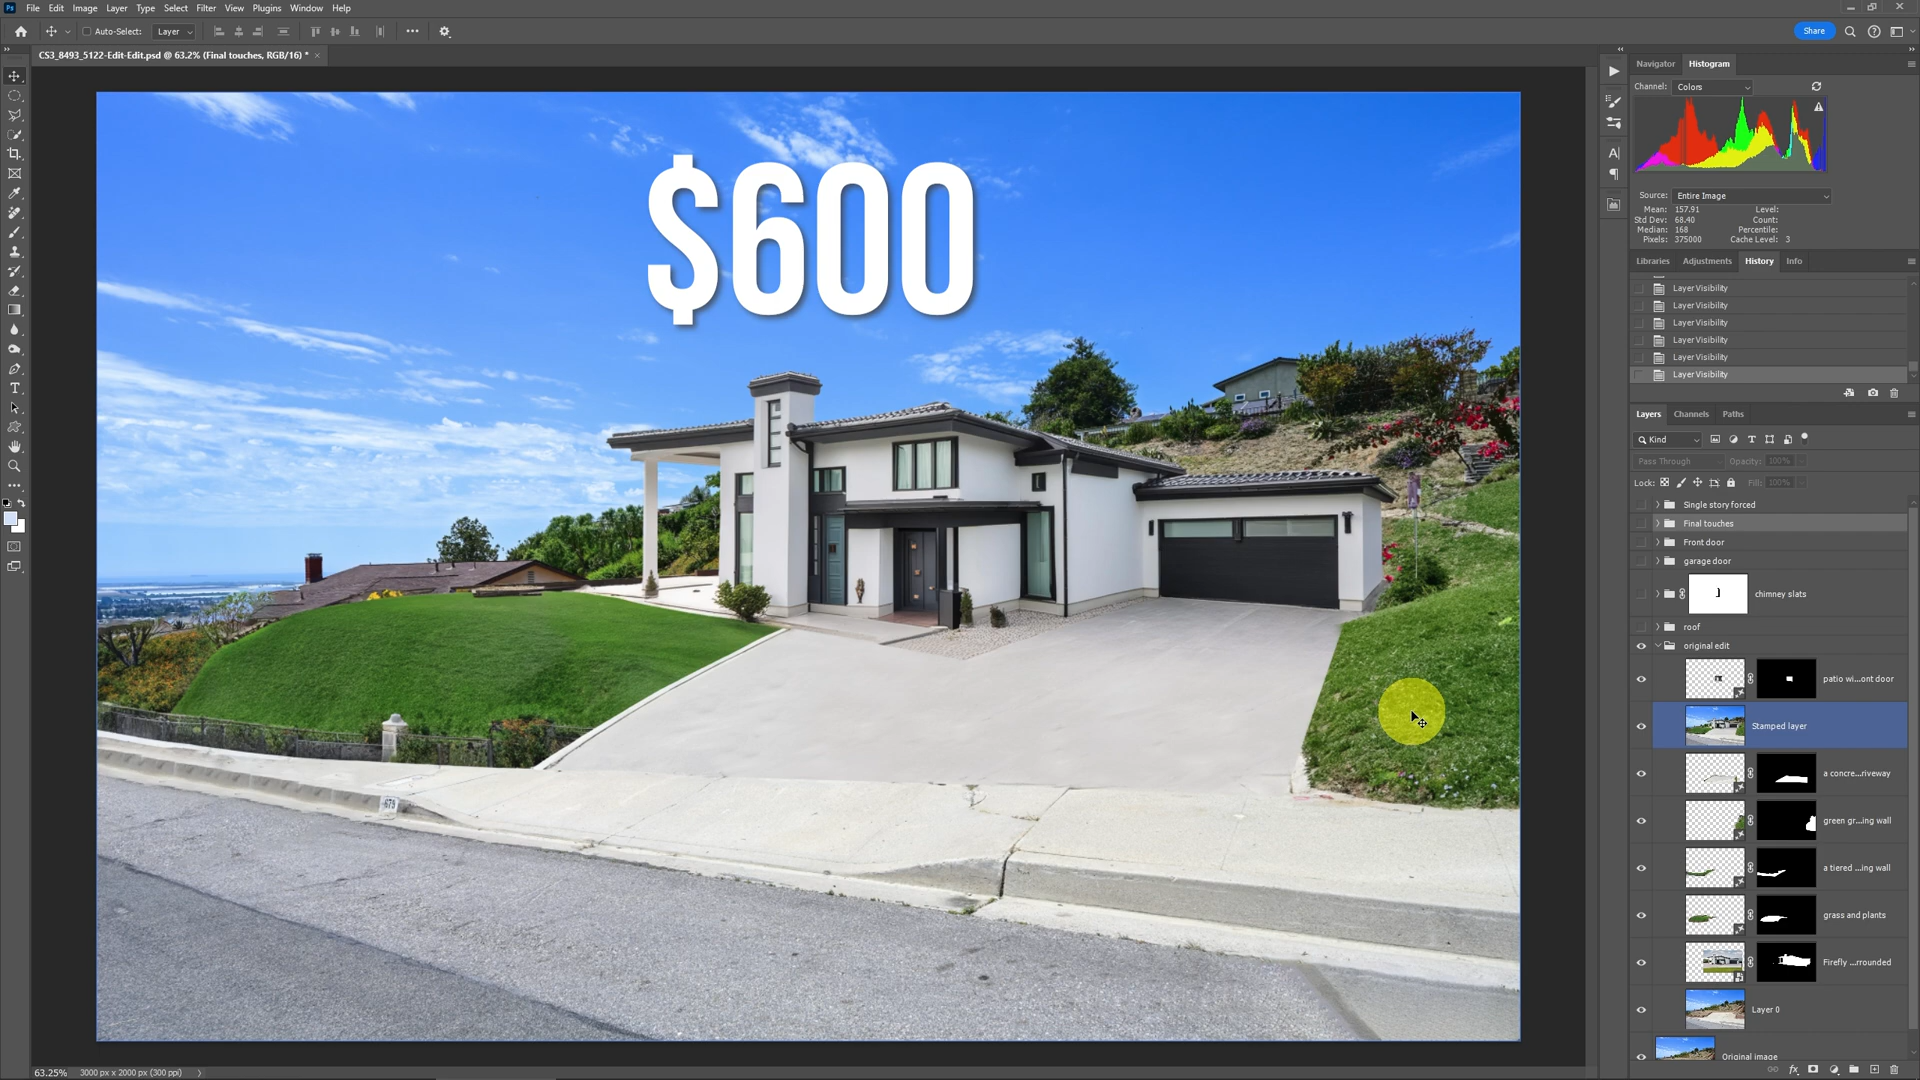 File Edit Image Layer Type Select Filter View Plugins Window Help
Auto-Select: Layer
Share
CS3_8493_5122-Edit-Edit.psd @ 63.2% (Final touches, RGB/16) *
Navigator Histogram
Channel: Colors
Source: Entire Image
Mean: 157.91 Level:
Std Dev: 68.40 Count:
Median: 168 Percentile:
Pixels: 375000 Cache Level: 3
Libraries Adjustments History Info
Layer Visibility
Layer Visibility
Layer Visibility
Layer Visibility
Layer Visibility
Layer Visibility
Layers Channels Paths
Kind
Pass Through Opacity: 100%
Lock: Fill: 100%
Single story forced
Final touches
Front door
garage door
chimney slats
roof
original edit
patio wi...ont door
Stamped layer
a concre...riveway
green gr...ing wall
a tiered ...ing wall
grass and plants
Firefly ...rrounded
Layer 0
Original image
$600
675
63.25% 3000 px x 2000 px (300 ppi)